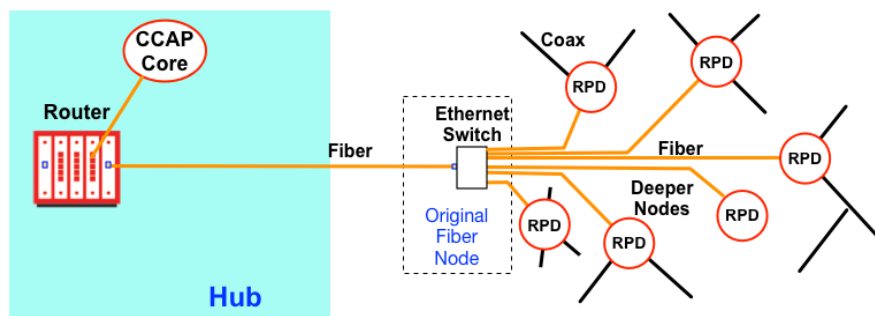 CCAP
Core
Router
Fiber
Hub
Ethernet
Switch
Original
Fiber
Node
Coax
RPD
RPD
Fiber
RPD
Deeper
Nodes
RPD
RPD
RPD